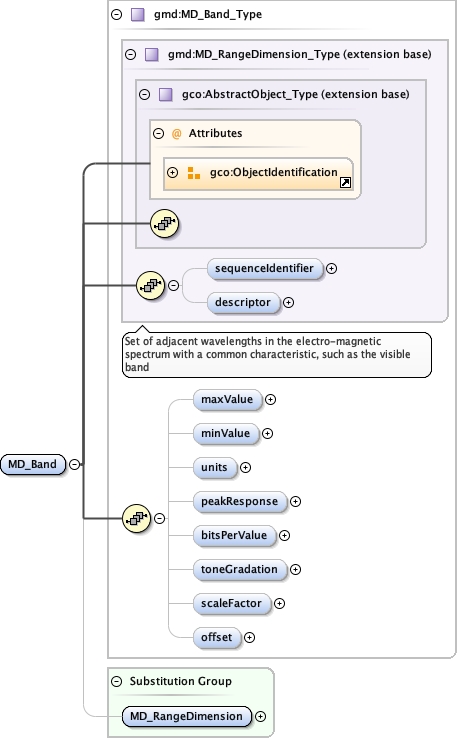 gmd:MD_Band_Type
gmd:MD_RangeDimension_Type (extension base)
gco:AbstractObject_Type (extension base)
@ Attributes
gco:ObjectIdentification
sequenceIdentifier
descriptor
Set of adjacent wavelengths in the electro-magnetic
spectrum with a common characteristic, such as the visible
band
maxValue
minValue
MD_Band
units
peakResponse
bitsPerValue
toneGradation
scaleFactor
offset
Substitution Group
MD_RangeDimension